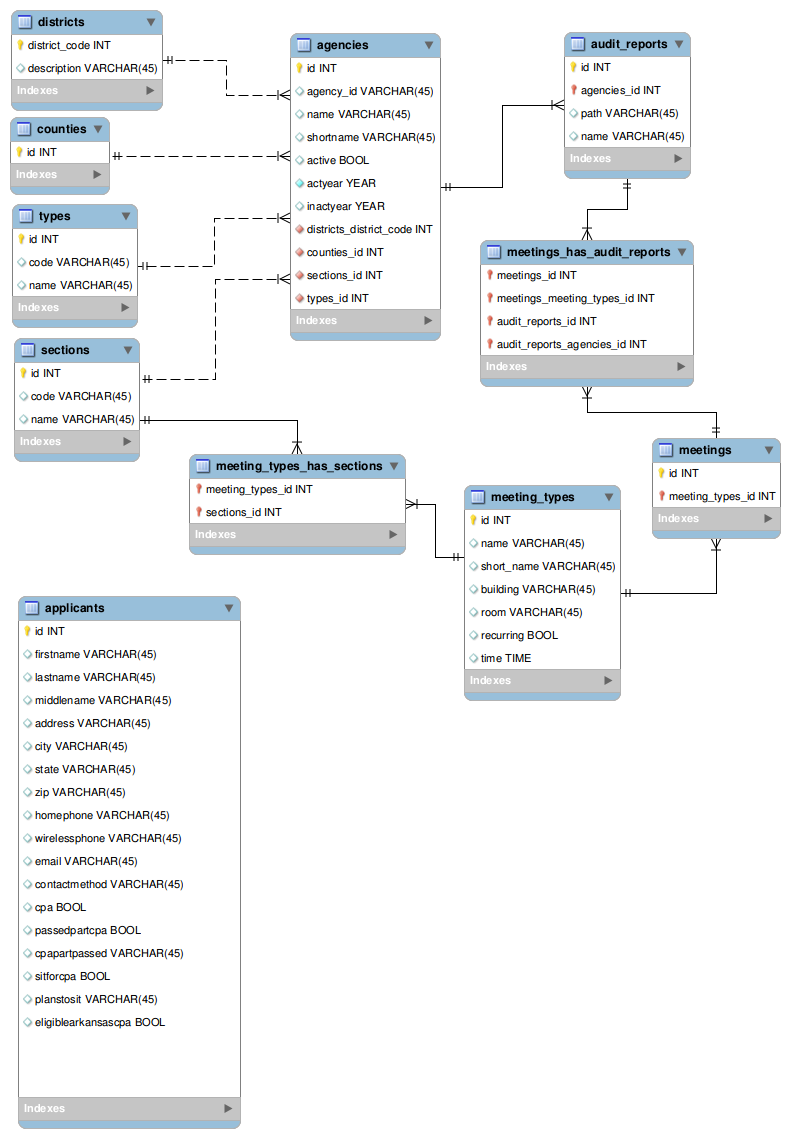 districts
district_code INT
description VARCHAR(45)
Indexes
counties
id INT
Indexes
types
id INT
code VARCHAR(45)
name VARCHAR(45)
Indexes
sections
id INT
code VARCHAR(45)
name VARCHAR(45)
Indexes
agencies
id INT
agency_id VARCHAR(45)
name VARCHAR(45)
shortname VARCHAR(45)
active BOOL
actyear YEAR
inactyear YEAR
districts_district_code INT
counties_id INT
sections_id INT
types_id INT
Indexes
audit_reports
id INT
agencies_id INT
path VARCHAR(45)
name VARCHAR(45)
Indexes
meetings_has_audit_reports
meetings_id INT
meetings_meeting_types_id INT
audit_reports_id INT
audit_reports_agencies_id INT
Indexes
meetings
id INT
meeting_types_id INT
Indexes
meeting_types_has_sections
meeting_types_id INT
sections_id INT
Indexes
meeting_types
id INT
name VARCHAR(45)
short_name VARCHAR(45)
building VARCHAR(45)
room VARCHAR(45)
recurring BOOL
time TIME
Indexes
applicants
id INT
firstname VARCHAR(45)
lastname VARCHAR(45)
middlename VARCHAR(45)
address VARCHAR(45)
city VARCHAR(45)
state VARCHAR(45)
zip VARCHAR(45)
homephone VARCHAR(45)
wirelessphone VARCHAR(45)
email VARCHAR(45)
contactmethod VARCHAR(45)
cpa BOOL
passedpartcpa BOOL
cpapartpassed VARCHAR(45)
sitforcpa BOOL
planstosit VARCHAR(45)
eligiblearkansascpa BOOL
Indexes